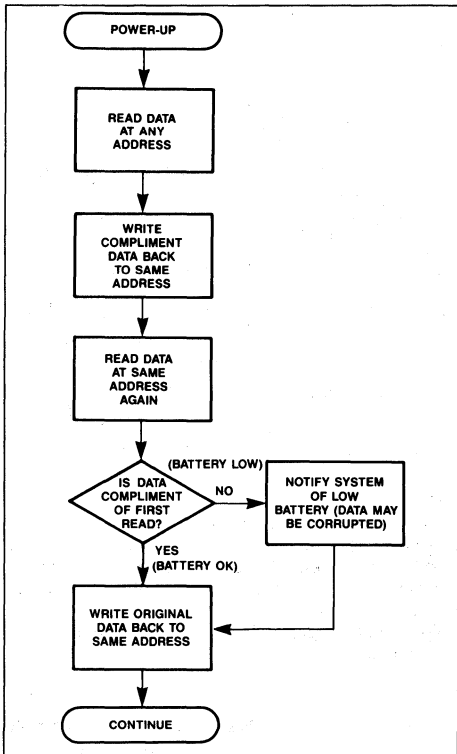 POWER-UP
READ DATA
AT ANY
ADDRESS
WRITE
COMPLIMENT
DATA BACK
TO SAME
ADDRESS
READ DATA
AT SAME
ADDRESS
AGAIN
IS DATA
COMPLIMENT
OF FIRST
READ?
(BATTERY LOW)
NO
NOTIFY SYSTEM
OF LOW
BATTERY (DATA MAY
BE CORRUPTED)
YES
(BATTERY OK)
WRITE ORIGINAL
DATA BACK TO
SAME ADDRESS
CONTINUE